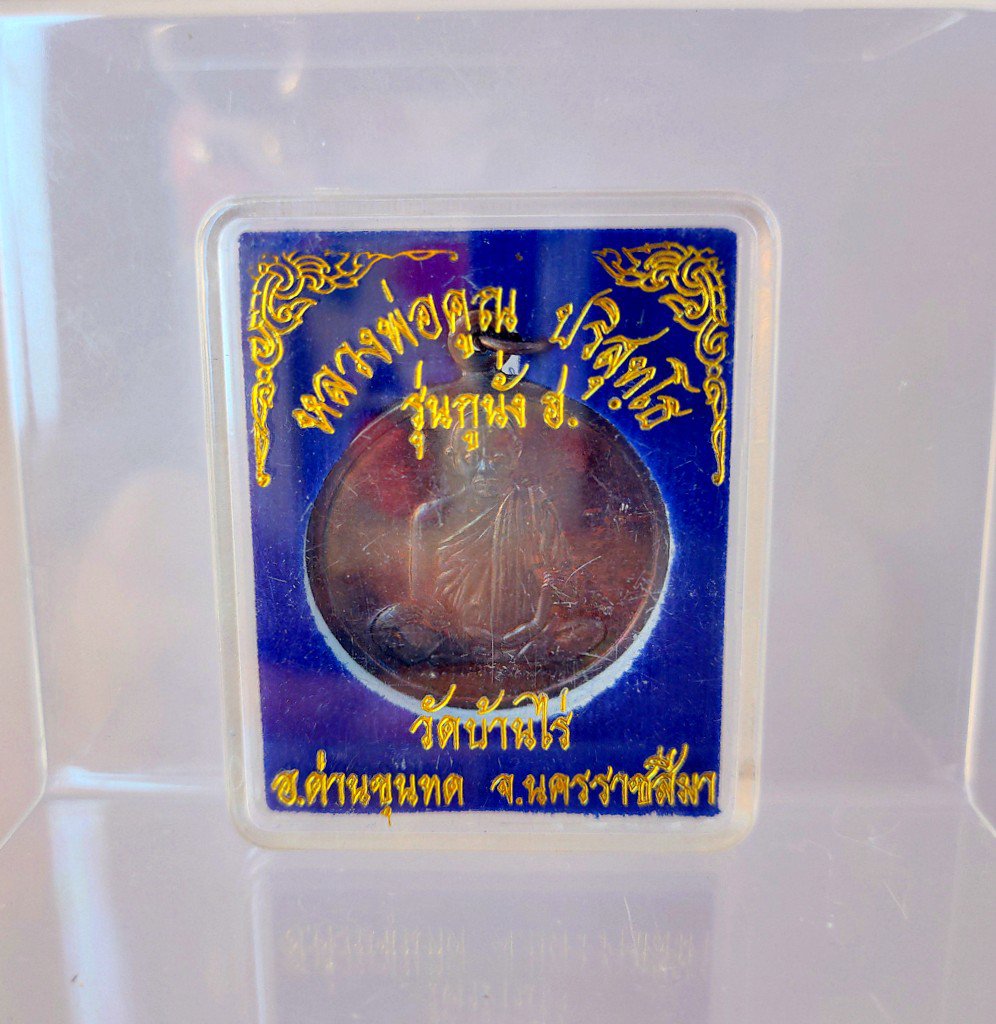 หลวงพ่อคูณ ปริสุทฺโธ
รุ่นกูนั่ง ฮ.
วัดบ้านไร่
อ.ด่านขุนทด จ.นครราชสีมา